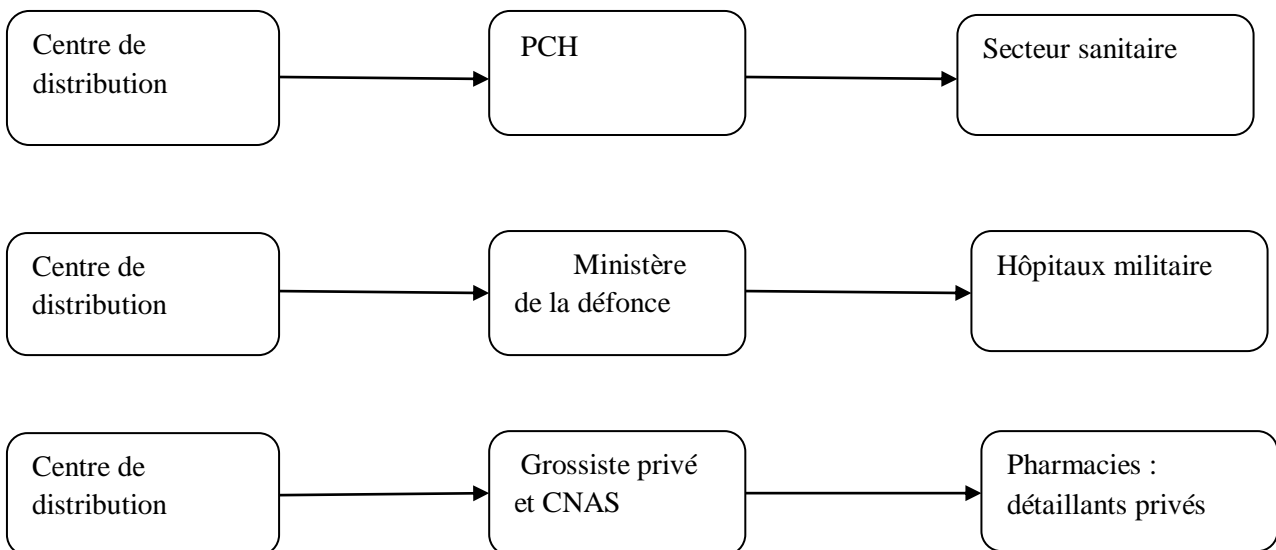 Centre de
distribution
PCH
Secteur sanitaire
Centre de
distribution
Ministère
de la défonce
Hôpitaux militaire
Centre de
distribution
Grossiste privé
et CNAS
Pharmacies :
détaillants privés